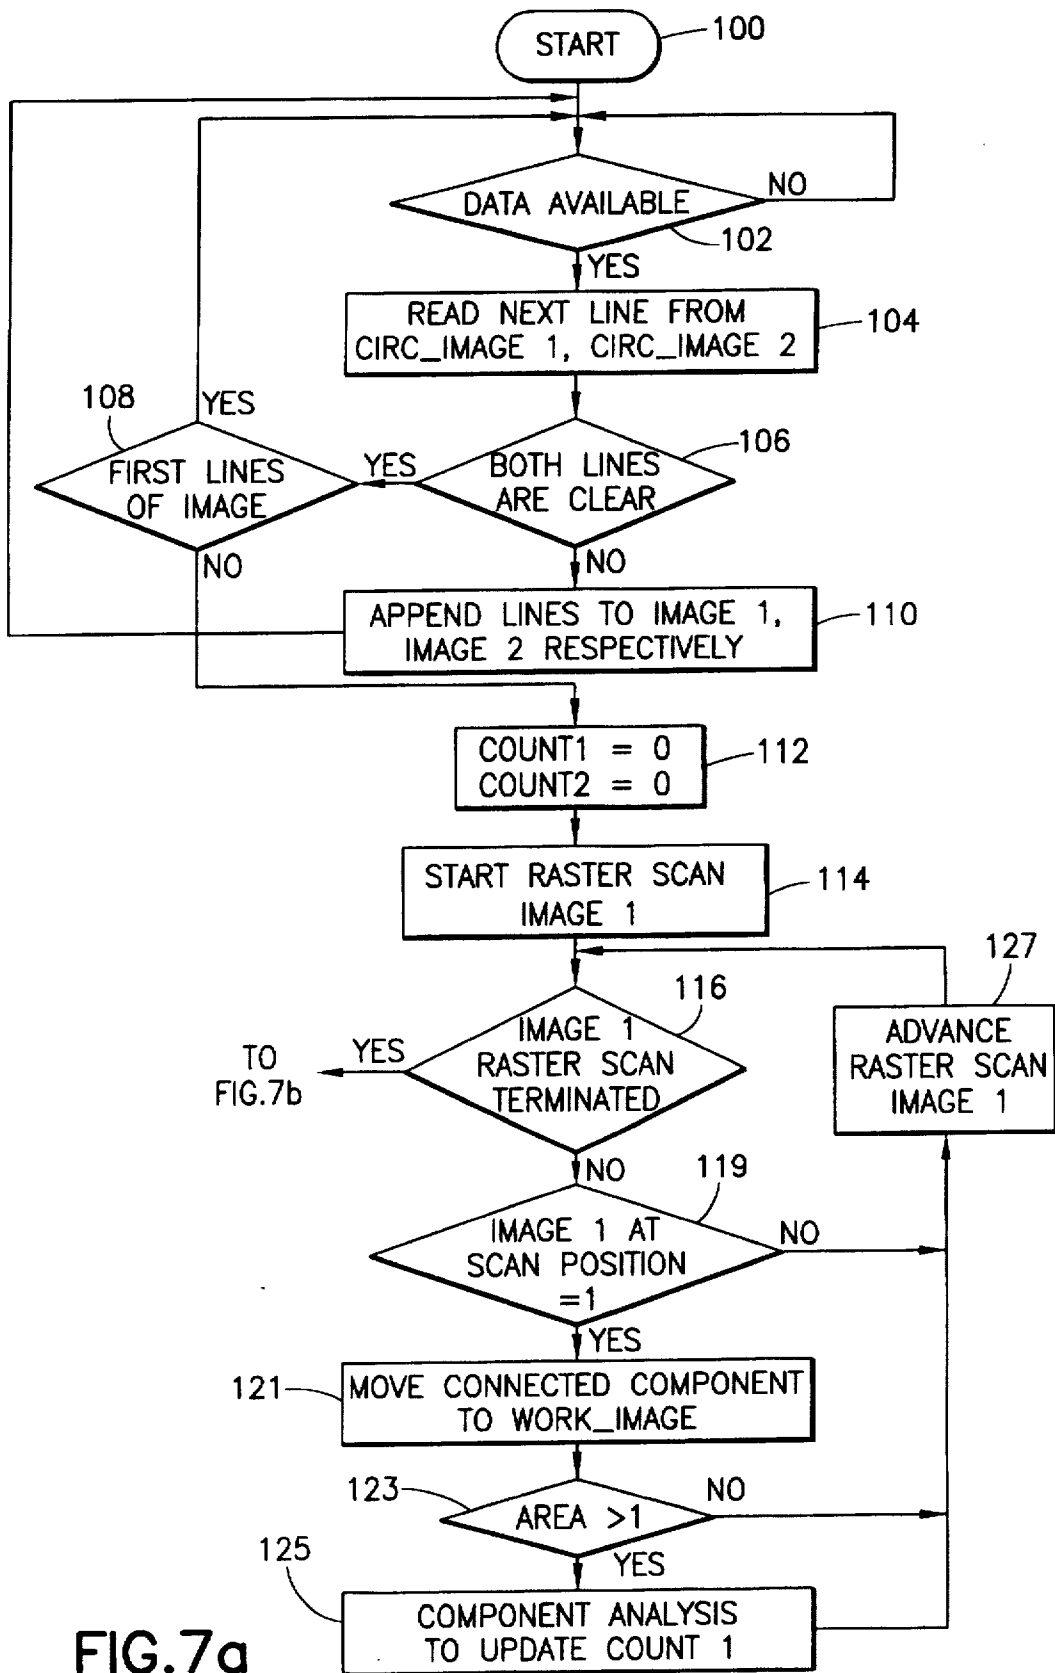 START
100
DATA AVAILABLE
NO
102
YES
READ NEXT LINE FROM
CIRC_IMAGE 1, CIRC_IMAGE 2
104
108
YES
FIRST LINES
OF IMAGE
YES
BOTH LINES
ARE CLEAR
106
NO
NO
APPEND LINES TO IMAGE 1,
IMAGE 2 RESPECTIVELY
110
COUNT1 = 0
COUNT2 = 0
112
START RASTER SCAN
IMAGE 1
114
127
116
IMAGE 1
RASTER SCAN
TERMINATED
YES
TO
FIG.7b
ADVANCE
RASTER SCAN
IMAGE 1
NO
119
IMAGE 1 AT
SCAN POSITION
=1
NO
YES
121
MOVE CONNECTED COMPONENT
TO WORK_IMAGE
123
AREA >1
NO
YES
125
COMPONENT ANALYSIS
TO UPDATE COUNT 1
FIG.7a